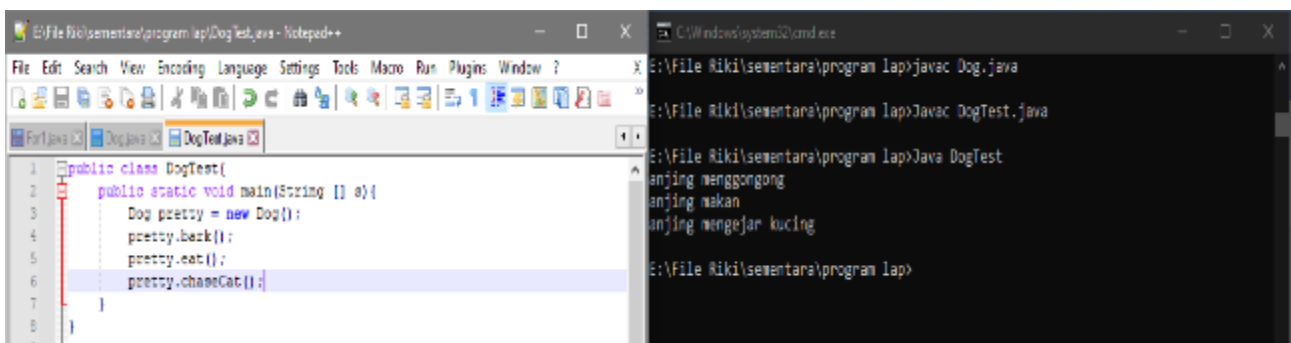 E:\File Riki\sementara\program lap\DogTest.java - Notepad++
File Edit Search View Encoding Language Settings Tools Macro Run Plugins Window ?
For1.java Dog.java DogTest.java
1 public class DogTest{
2 public static void main(String [] s){
3 Dog pretty = new Dog();
4 pretty.bark();
5 pretty.eat();
6 pretty.chaseCat();
7 }
8 }
C:\Windows\system32\cmd.exe
E:\File Riki\sementara\program lap>javac Dog.java
E:\File Riki\sementara\program lap>Javac DogTest.java
E:\File Riki\sementara\program lap>Java DogTest
anjing menggongong
anjing makan
anjing mengejar kucing
E:\File Riki\sementara\program lap>